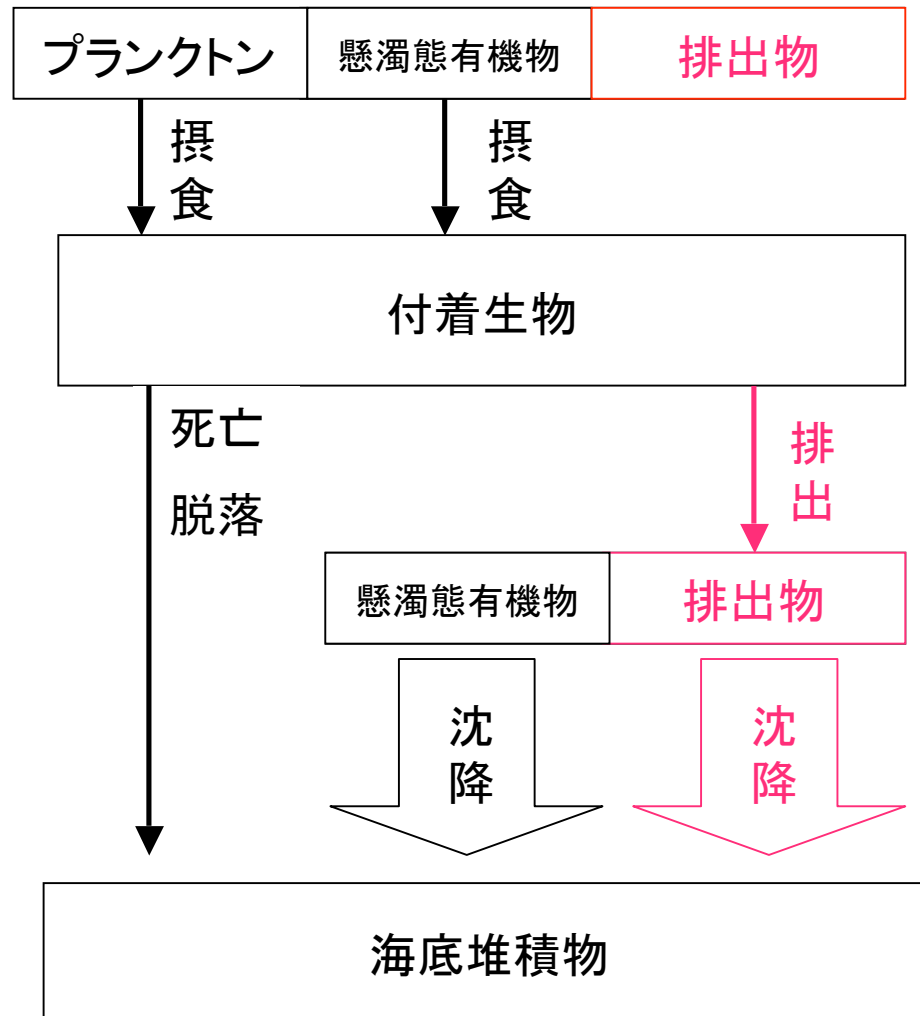 プランクトン
懸濁態有機物
排出物
摂食
摂食
付着生物
死亡
脱落
排出
懸濁態有機物
排出物
沈降
沈降
海底堆積物